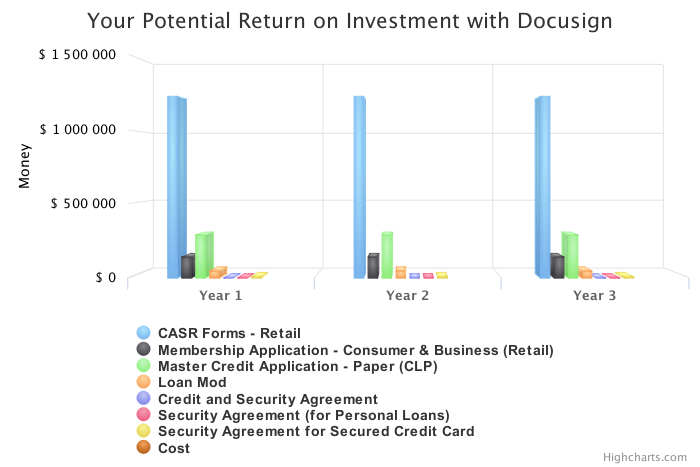 Your Potential Return on Investment with Docusign
$ 1 500 000
$ 1 000 000
$ 500 000
$ 0
Money
Year 1
Year 2
Year 3
CASR Forms - Retail
Membership Application - Consumer & Business (Retail)
Master Credit Application - Paper (CLP)
Loan Mod
Credit and Security Agreement
Security Agreement (for Personal Loans)
Security Agreement for Secured Credit Card
Cost
Highcharts.com